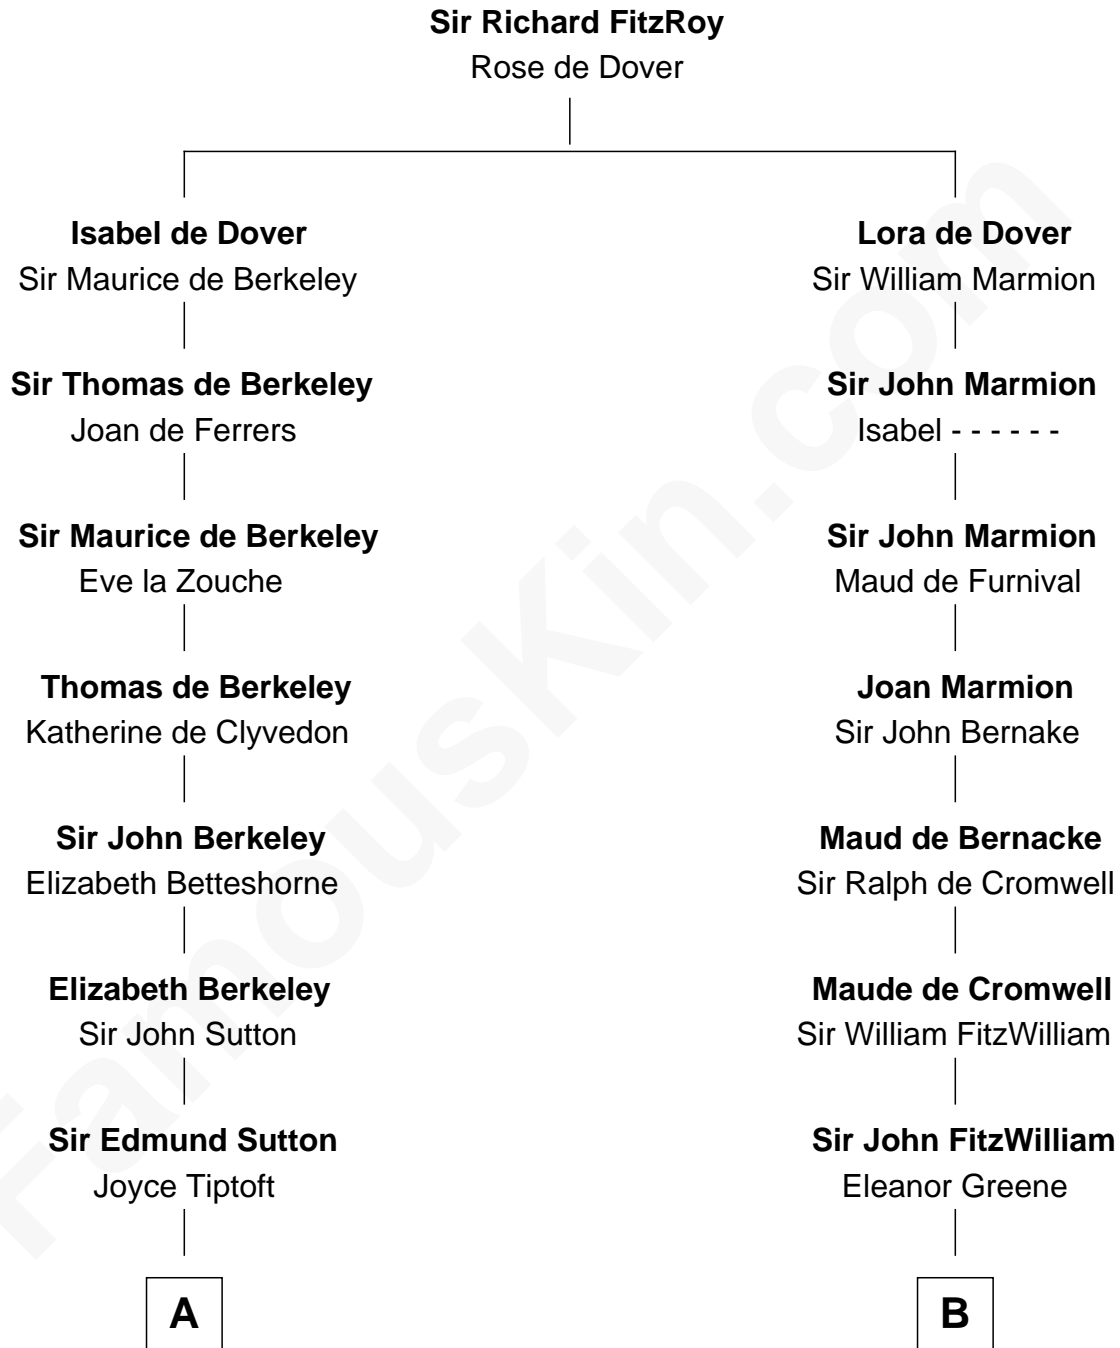 Sir Richard FitzRoy
Rose de Dover
Isabel de Dover
Sir Maurice de Berkeley
Lora de Dover
Sir William Marmion
Sir Thomas de Berkeley
Joan de Ferrers
Sir John Marmion
Isabel - - - - - -
Sir Maurice de Berkeley
Eve la Zouche
Sir John Marmion
Maud de Furnival
Thomas de Berkeley
Katherine de Clyvedon
Joan Marmion
Sir John Bernake
Sir John Berkeley
Elizabeth Betteshorne
Maud de Bernacke
Sir Ralph de Cromwell
Elizabeth Berkeley
Sir John Sutton
Maude de Cromwell
Sir William FitzWilliam
Sir Edmund Sutton
Joyce Tiptoft
Sir John FitzWilliam
Eleanor Greene
A
B
FamousKin.com